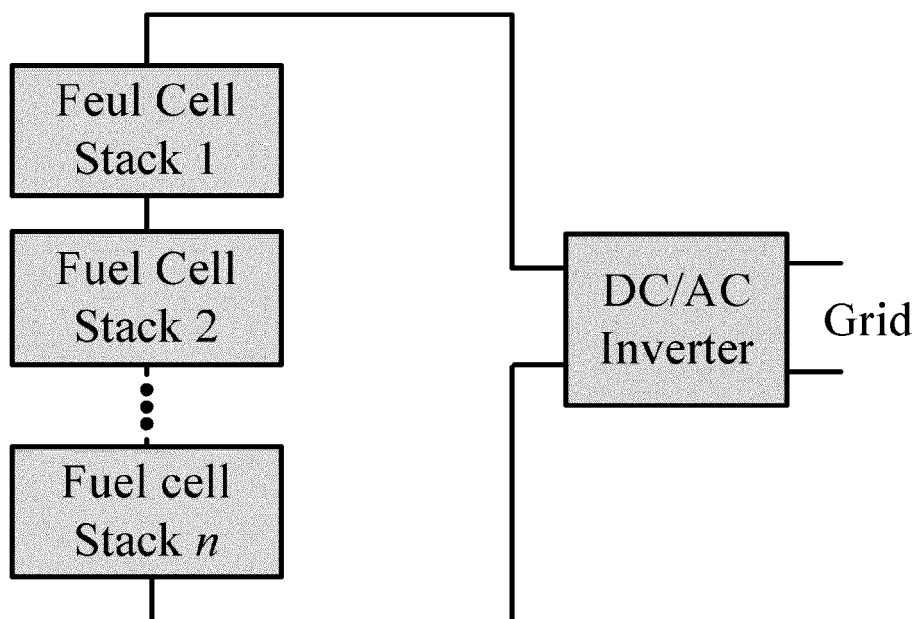 Feul Cell
Stack 1
Fuel Cell
Stack 2
Fuel cell
Stack n
DC/AC
Inverter
Grid